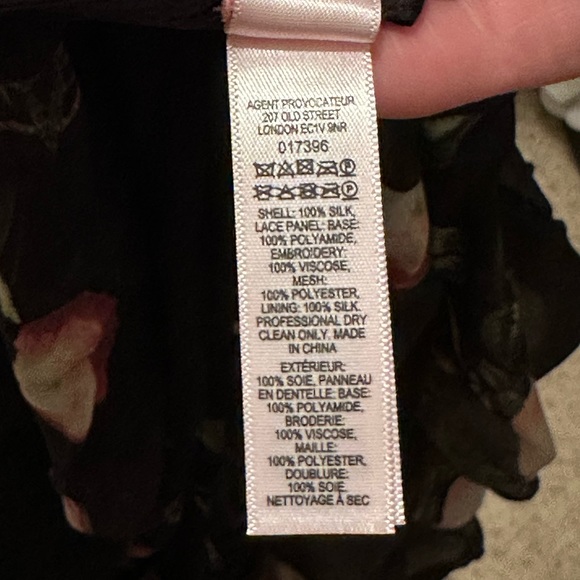 AGENT PROVOCATEUR
207 OLD STREET
LONDON EC1V 9NR
017396
SHELL: 100% SILK,
LACE PANEL: BASE:
100% POLYAMIDE,
EMBROIDERY:
100% VISCOSE,
MESH:
100% POLYESTER,
LINING: 100% SILK.
PROFESSIONAL DRY
CLEAN ONLY. MADE
IN CHINA
EXTÉRIEUR:
100% SOIE, PANNEAU
EN DENTELLE: BASE:
100% POLYAMIDE,
BRODERIE:
100% VISCOSE,
MAILLE:
100% POLYESTER,
DOUBLURE:
100% SOIE.
NETTOYAGE À SEC